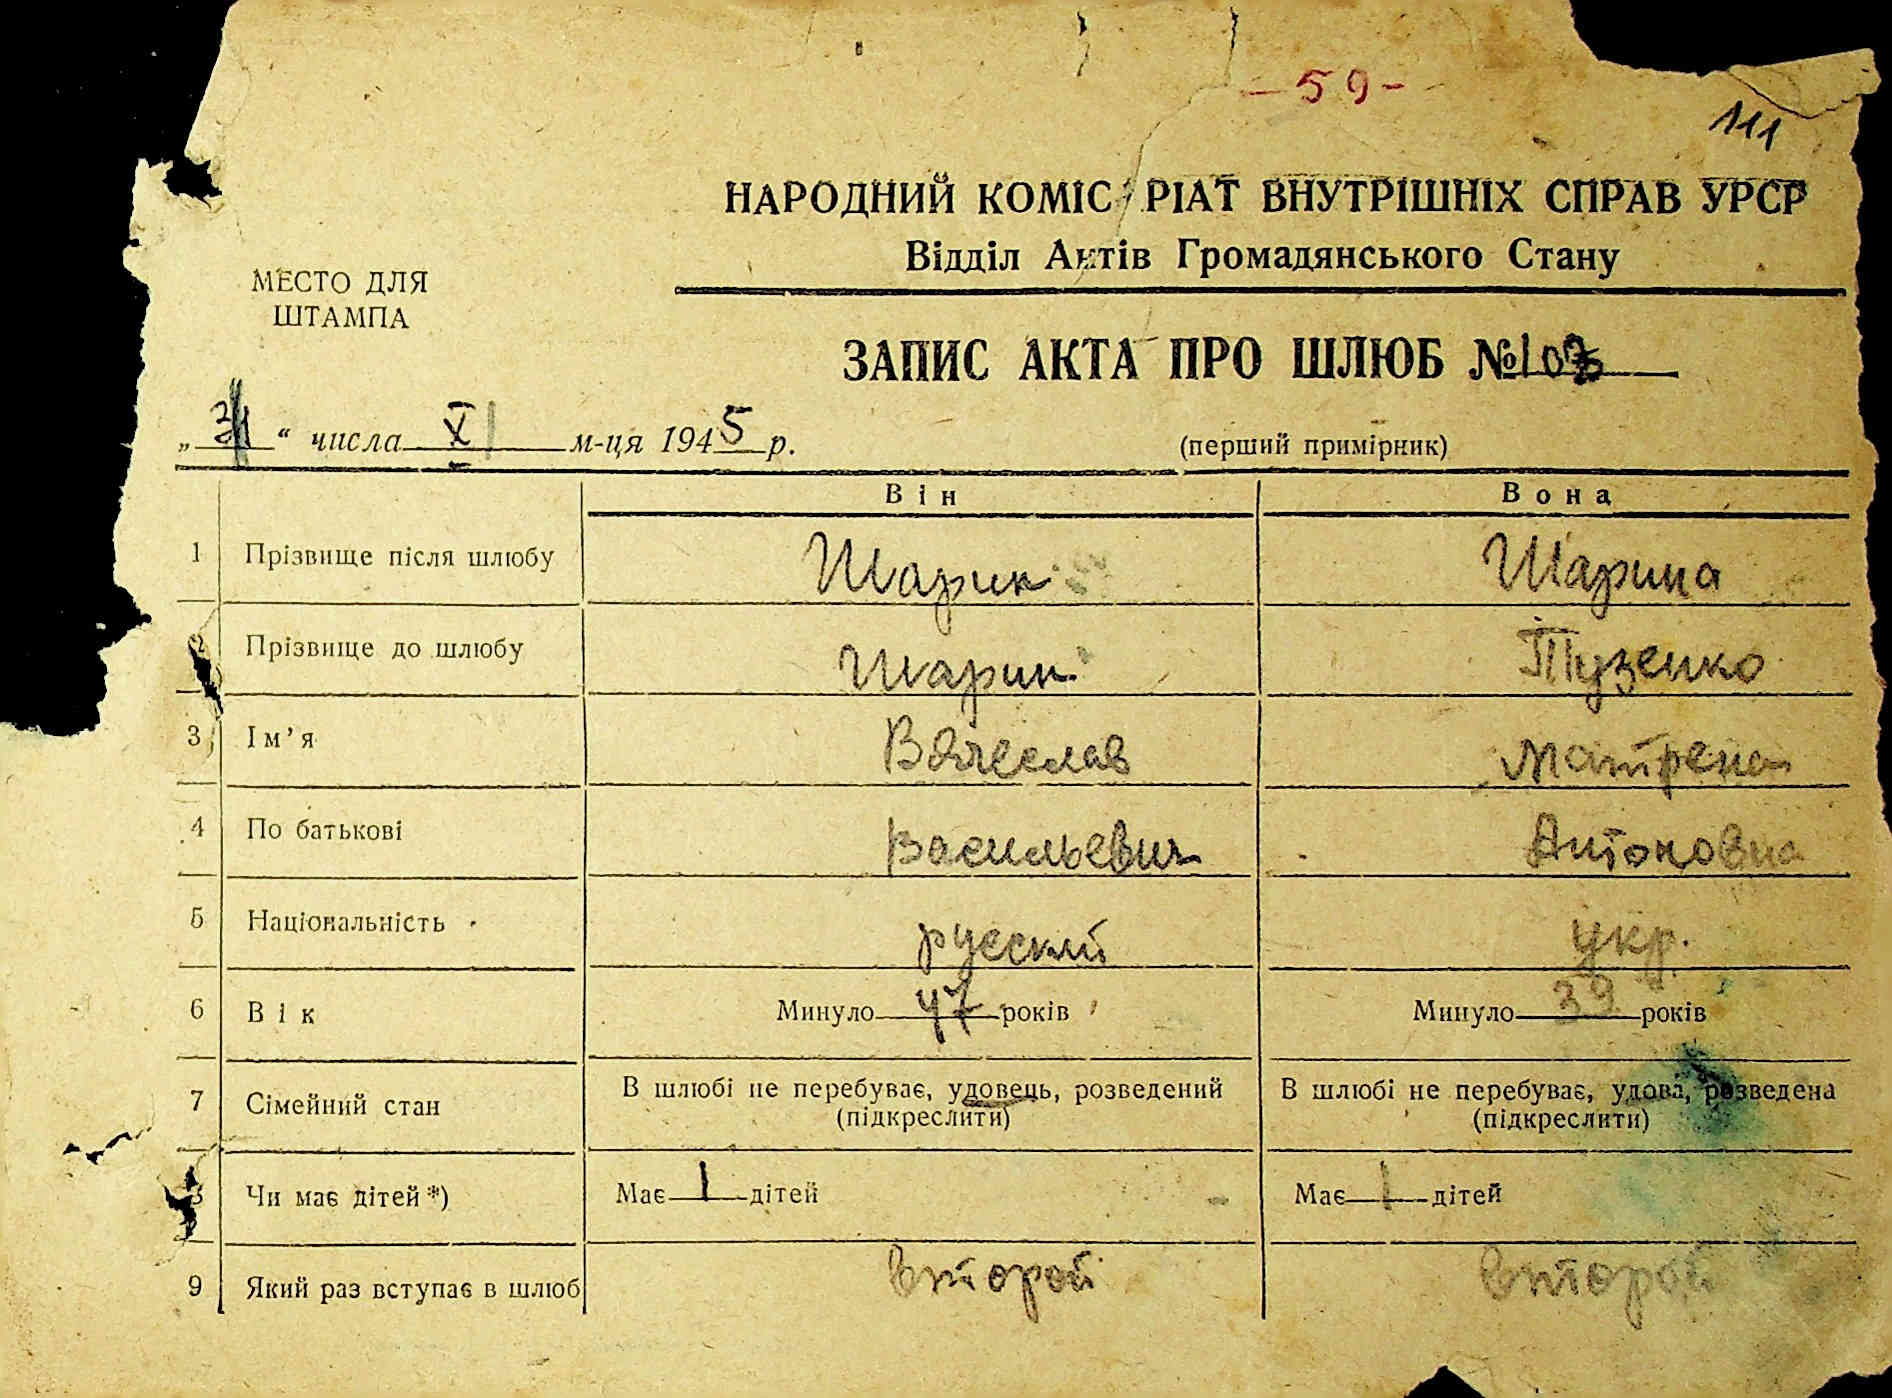 - 59 -
111
НАРОДНИЙ КОМІС РІАТ ВНУТРІШНІХ СПРАВ УРСР
Відділ Актів Громадянського Стану
МЕСТО ДЛЯ
ШТАМПА
ЗАПИС АКТА ПРО ШЛЮБ №
„ “ числа XI м-ця 1945 р.
(перший примірник)
Він Вона
1 Прізвище після шлюбу Шарин Шарина
2 Прізвище до шлюбу Шарин Пузенко
3 Ім’я Вячеслав Матрена
4 По батькові Васильевич Антоновна
5 Національність русский укр.
6 Вік Минуло 47 років Минуло 39 років
7 Сімейний стан В шлюбі не перебуває, удовець, розведений В шлюбі не перебуває, удова, розведена
(підкреслити) (підкреслити)
8 Чи має дітей*) Має 1 дітей Має 1 дітей
9 Який раз вступає в шлюб второй второй